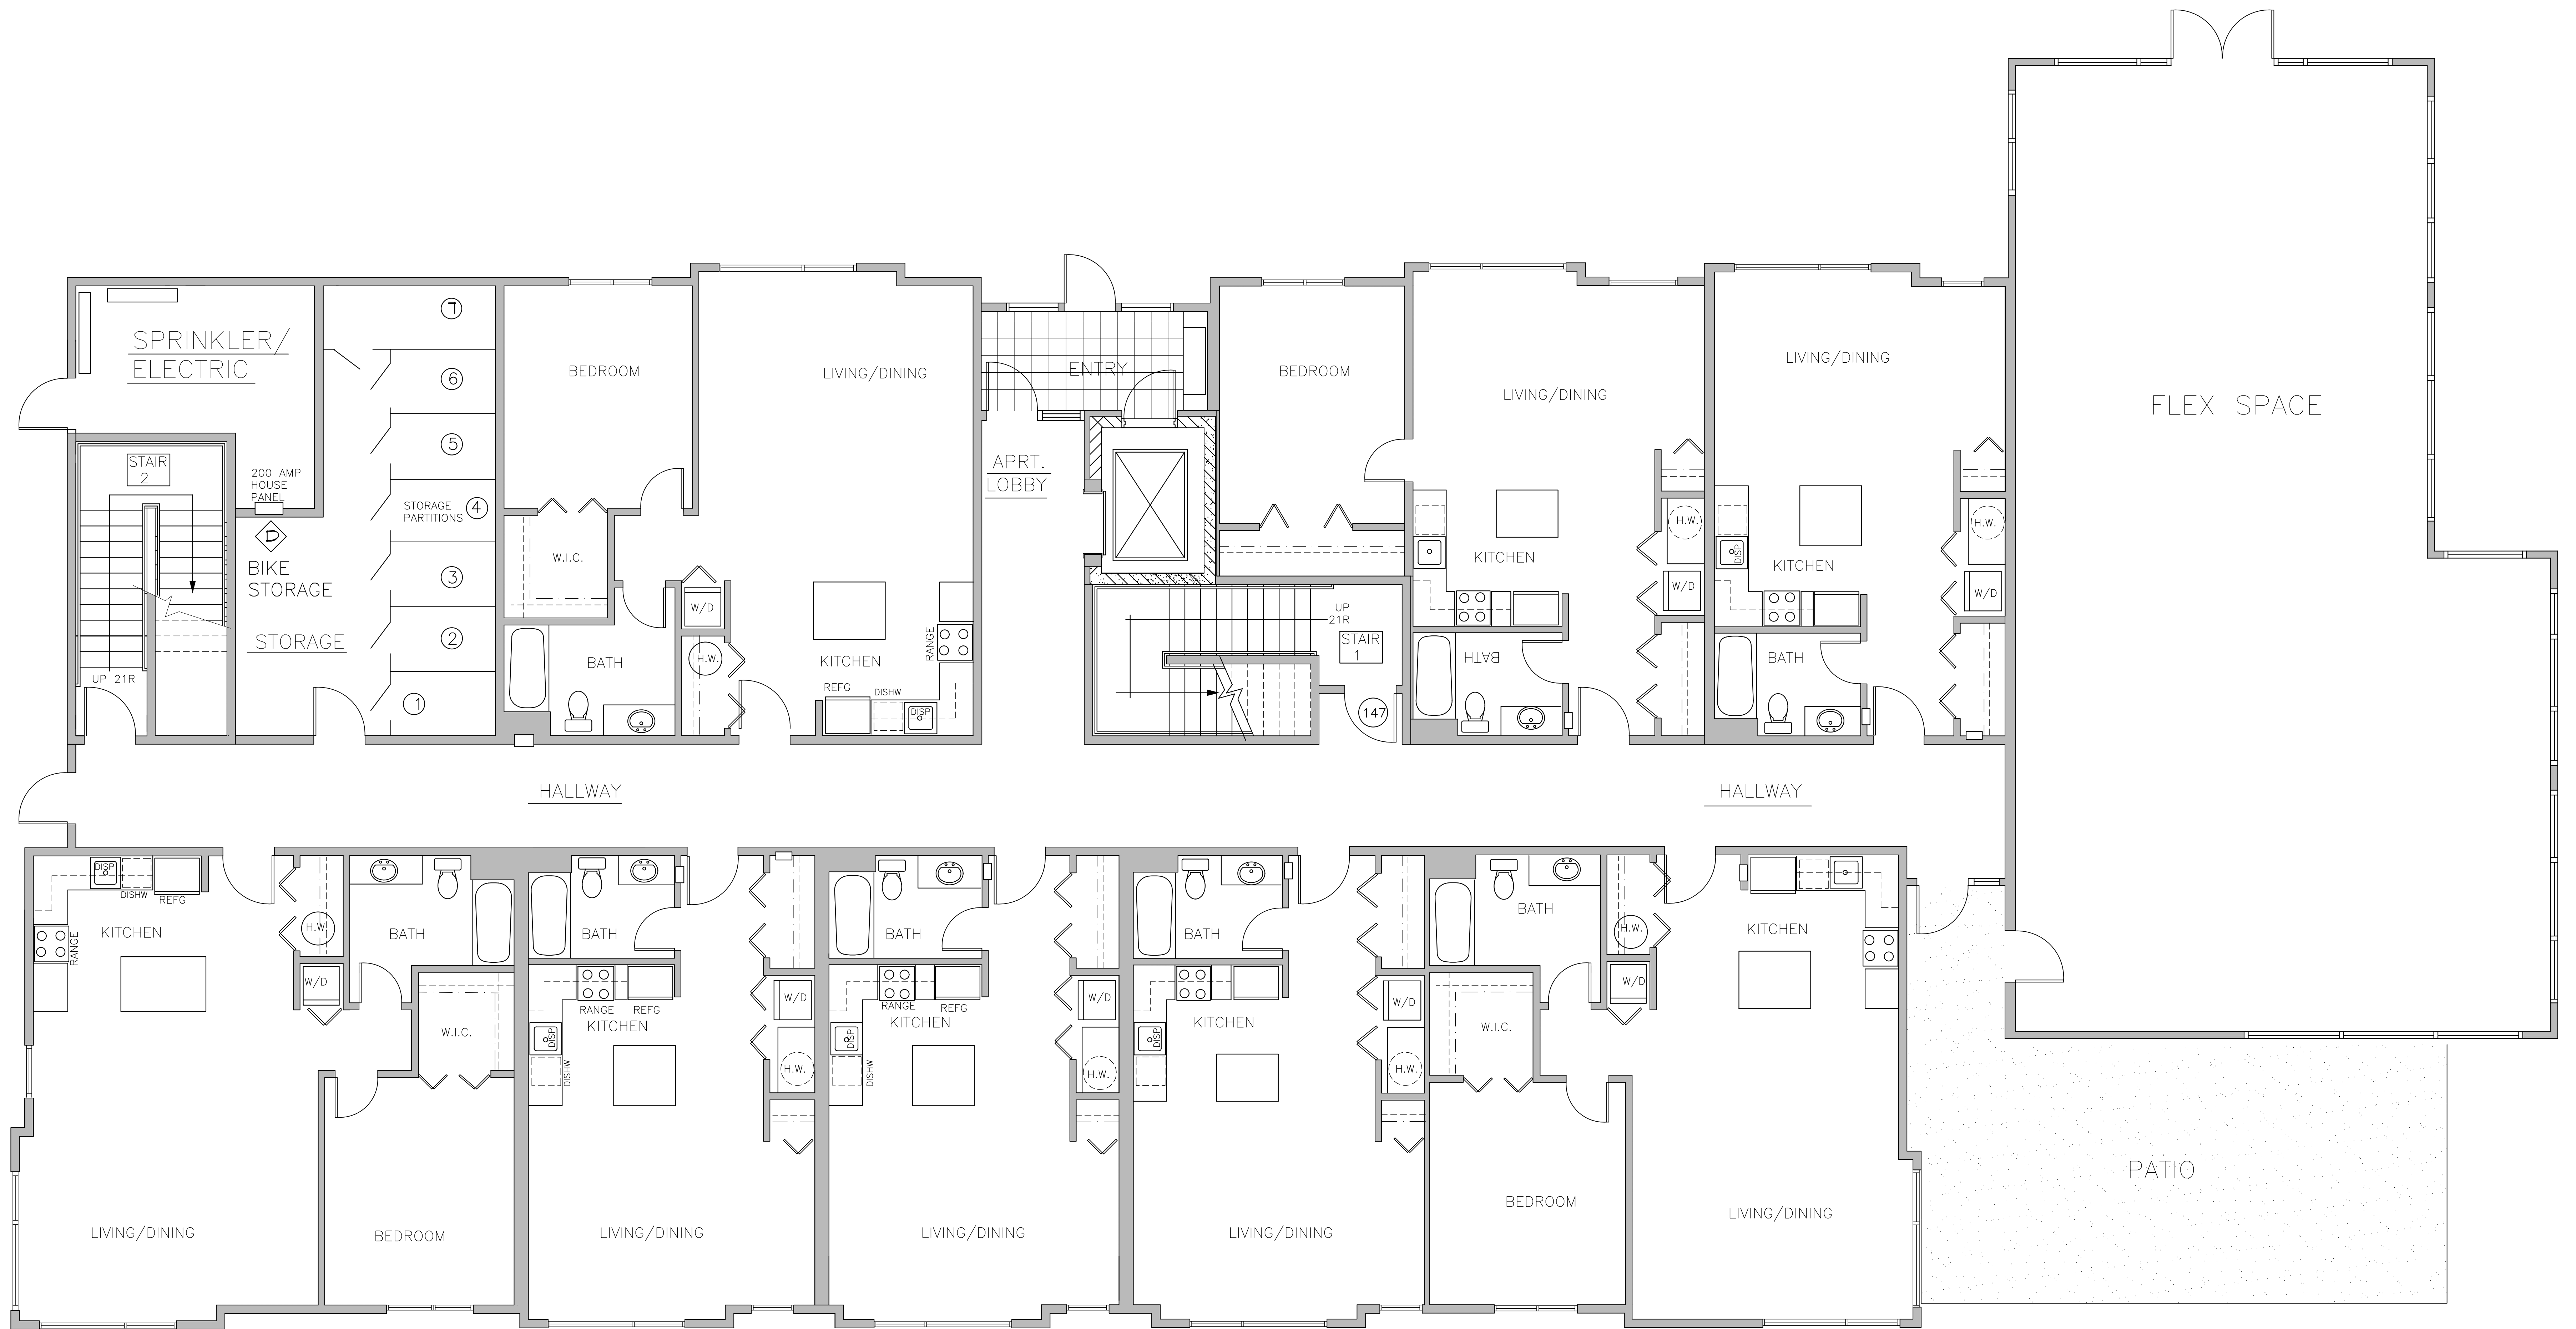 SPRINKLER/
ELECTRIC
STAIR
2
200 AMP
HOUSE
PANEL
D
BIKE
STORAGE
STORAGE
UP 21R
7
6
5
STORAGE
PARTITIONS
4
3
2
1
BEDROOM
W.I.C.
BATH
W/D
H.W.
LIVING/DINING
KITCHEN
RANGE
REFG
DISHW
DISP
ENTRY
APRT.
LOBBY
UP
21R
STAIR
1
147
BEDROOM
LIVING/DINING
KITCHEN
H.W.
W/D
BATH
LIVING/DINING
DISP
KITCHEN
H.W.
W/D
BATH
FLEX SPACE
HALLWAY
HALLWAY
DISP
DISHW
REFG
RANGE
KITCHEN
H.W.
W/D
BATH
W.I.C.
LIVING/DINING
BEDROOM
BATH
RANGE
REFG
KITCHEN
DISP
DISHW
W/D
H.W.
LIVING/DINING
BATH
RANGE
REFG
KITCHEN
DISP
DISHW
W/D
H.W.
LIVING/DINING
BATH
KITCHEN
DISP
W/D
H.W.
LIVING/DINING
BATH
W.I.C.
H.W.
W/D
BEDROOM
KITCHEN
LIVING/DINING
PATIO